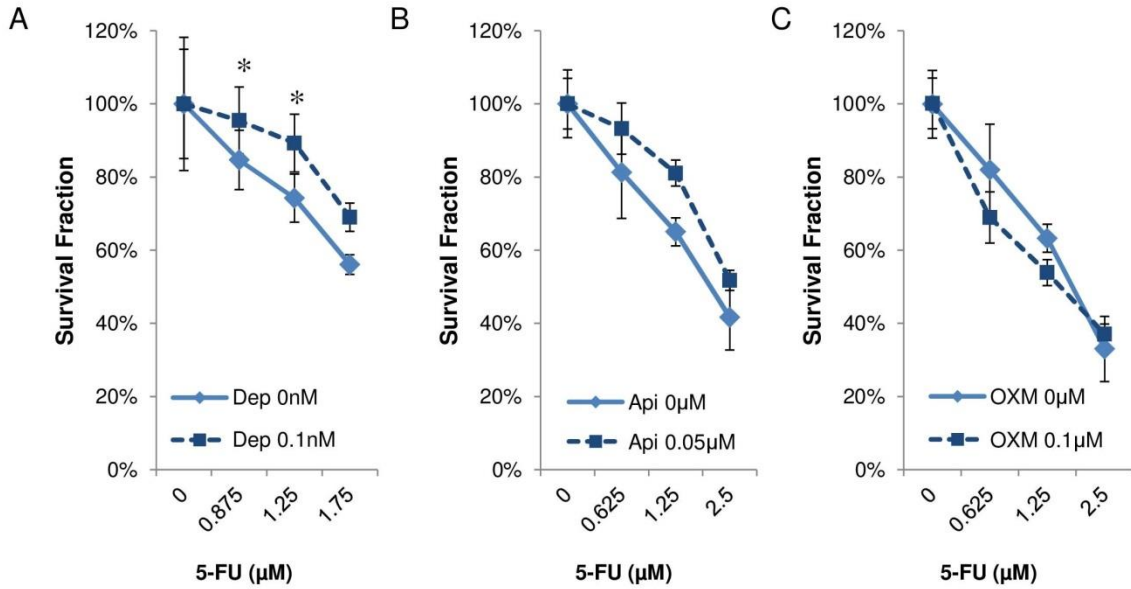 A
120%
100%
80%
60%
40%
20%
0%
Survival Fraction
*
*
Dep 0nM
Dep 0.1nM
0
0.875
1.25
1.75
5-FU (µM)
B
120%
100%
80%
60%
40%
20%
0%
Survival Fraction
Api 0µM
Api 0.05µM
0
0.625
1.25
2.5
5-FU (µM)
C
120%
100%
80%
60%
40%
20%
0%
Survival Fraction
OXM 0µM
OXM 0.1µM
0
0.625
1.25
2.5
5-FU (µM)